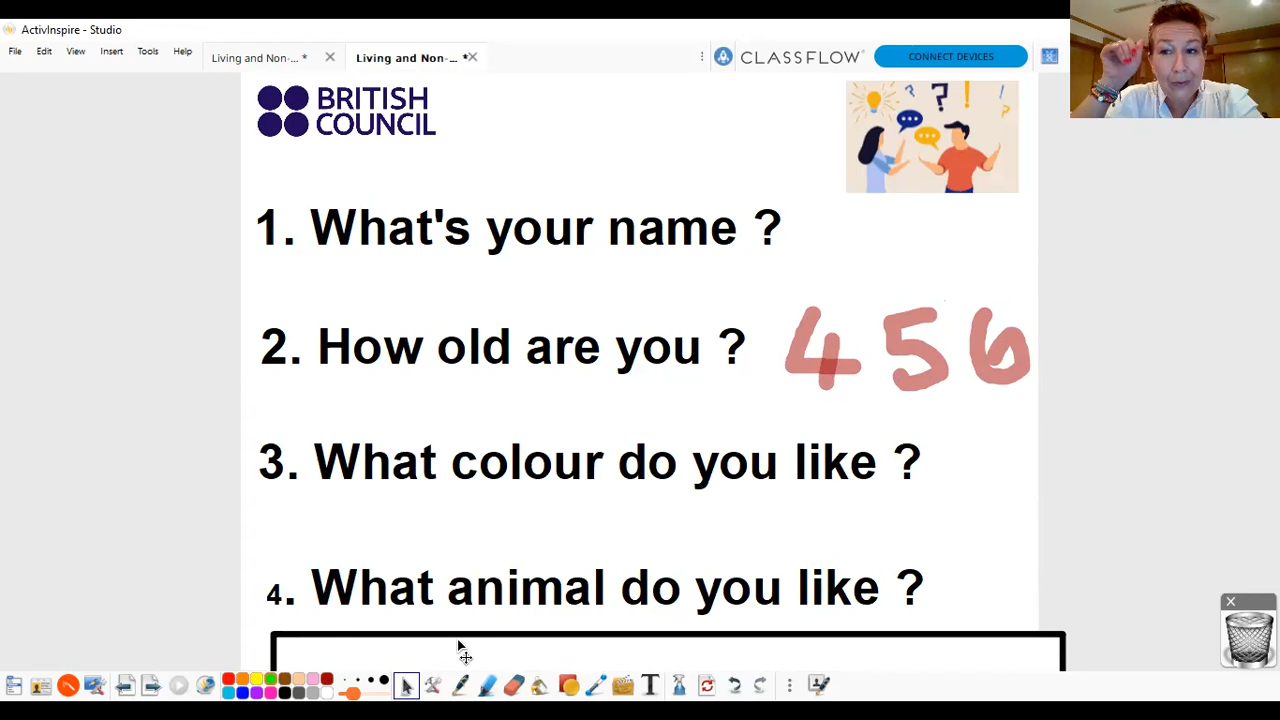 ActivInspire - Studio
File Edit View Insert Tools Help
Living and Non-... * Living and Non-... *
CLASSFLOW CONNECT DEVICES
BRITISH
COUNCIL
1. What's your name ?
2. How old are you ? 4 5 6
3. What colour do you like ?
4. What animal do you like ?